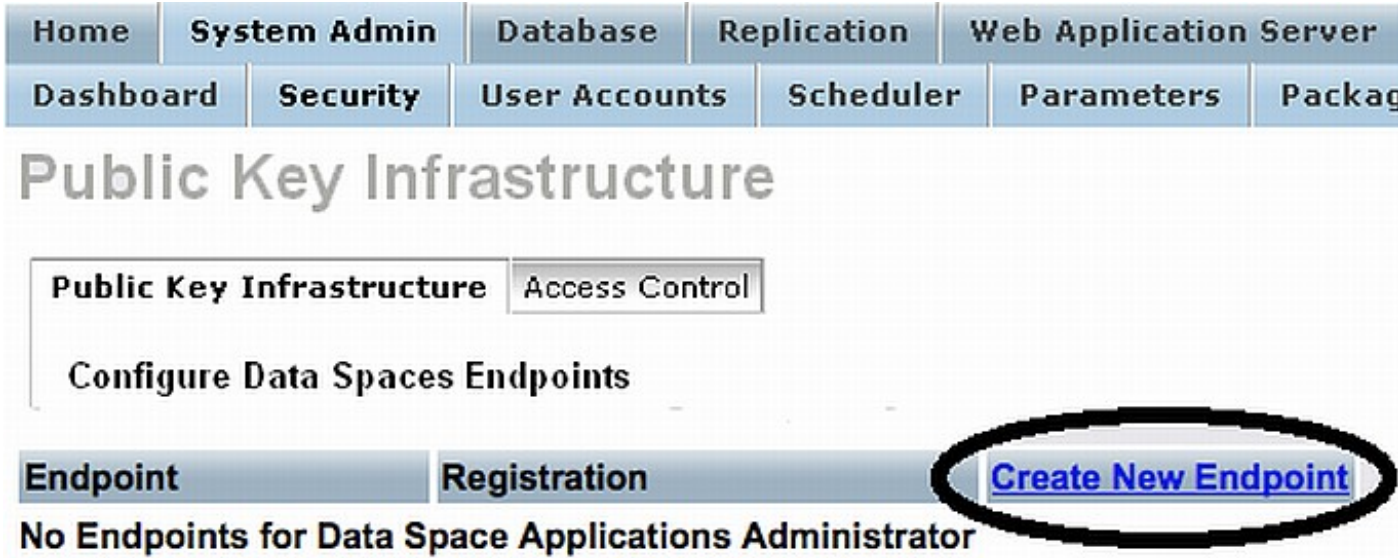 Home System Admin Database Replication Web Application Server
Dashboard Security User Accounts Scheduler Parameters Packag
Public Key Infrastructure
Public Key Infrastructure Access Control
Configure Data Spaces Endpoints
Endpoint Registration Create New Endpoint
No Endpoints for Data Space Applications Administrator